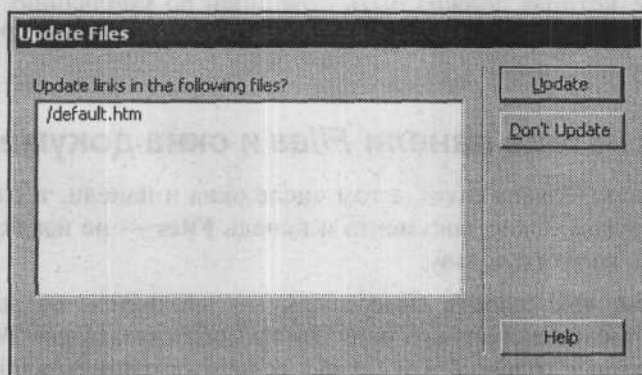 Update Files
Update links in the following files?
/default.htm
Update
Don't Update
Help